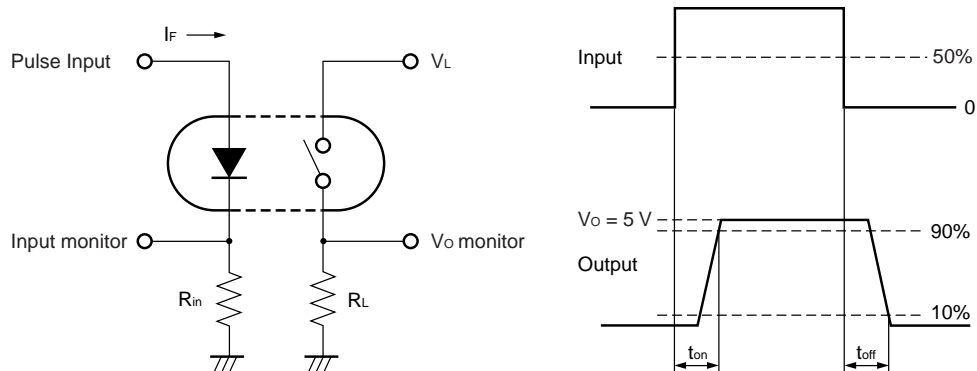 IF
Pulse Input
VL
Input monitor
VO monitor
Rin
RL
Input
50%
0
VO = 5 V
90%
Output
10%
ton
toff